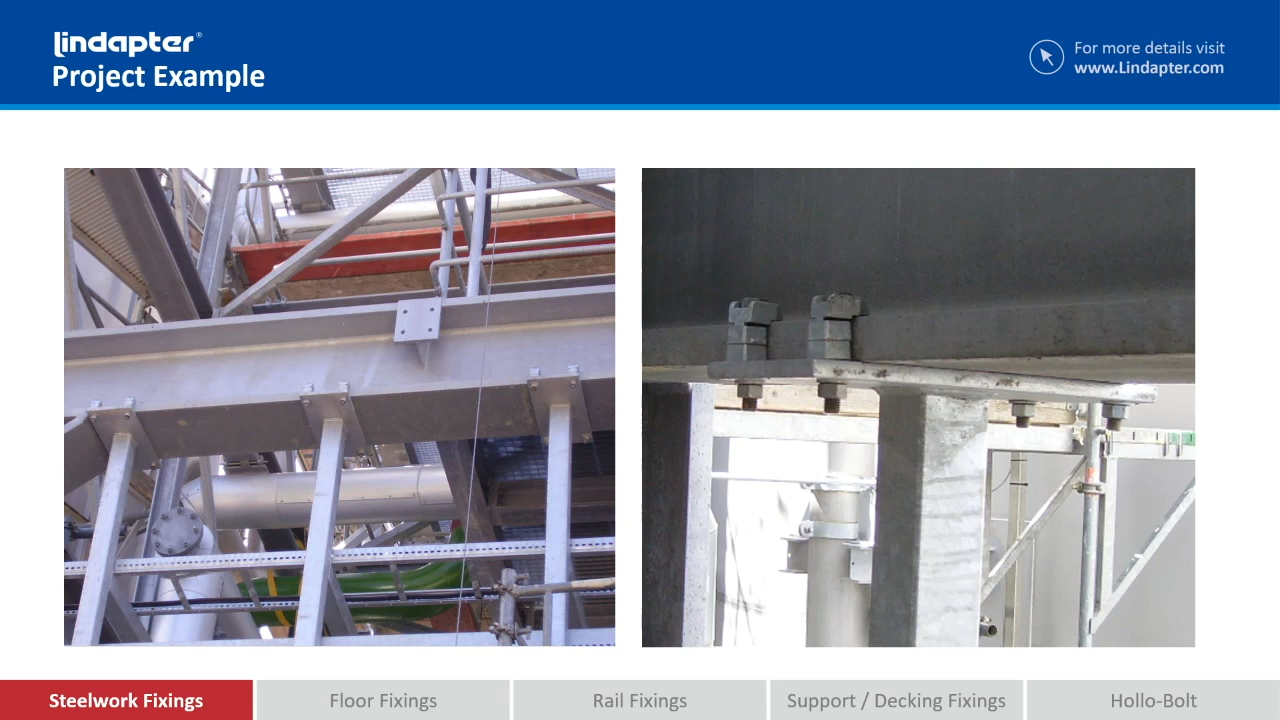 Lindapter®
Project Example
For more details visit
www.Lindapter.com
Steelwork Fixings
Floor Fixings
Rail Fixings
Support / Decking Fixings
Hollo-Bolt